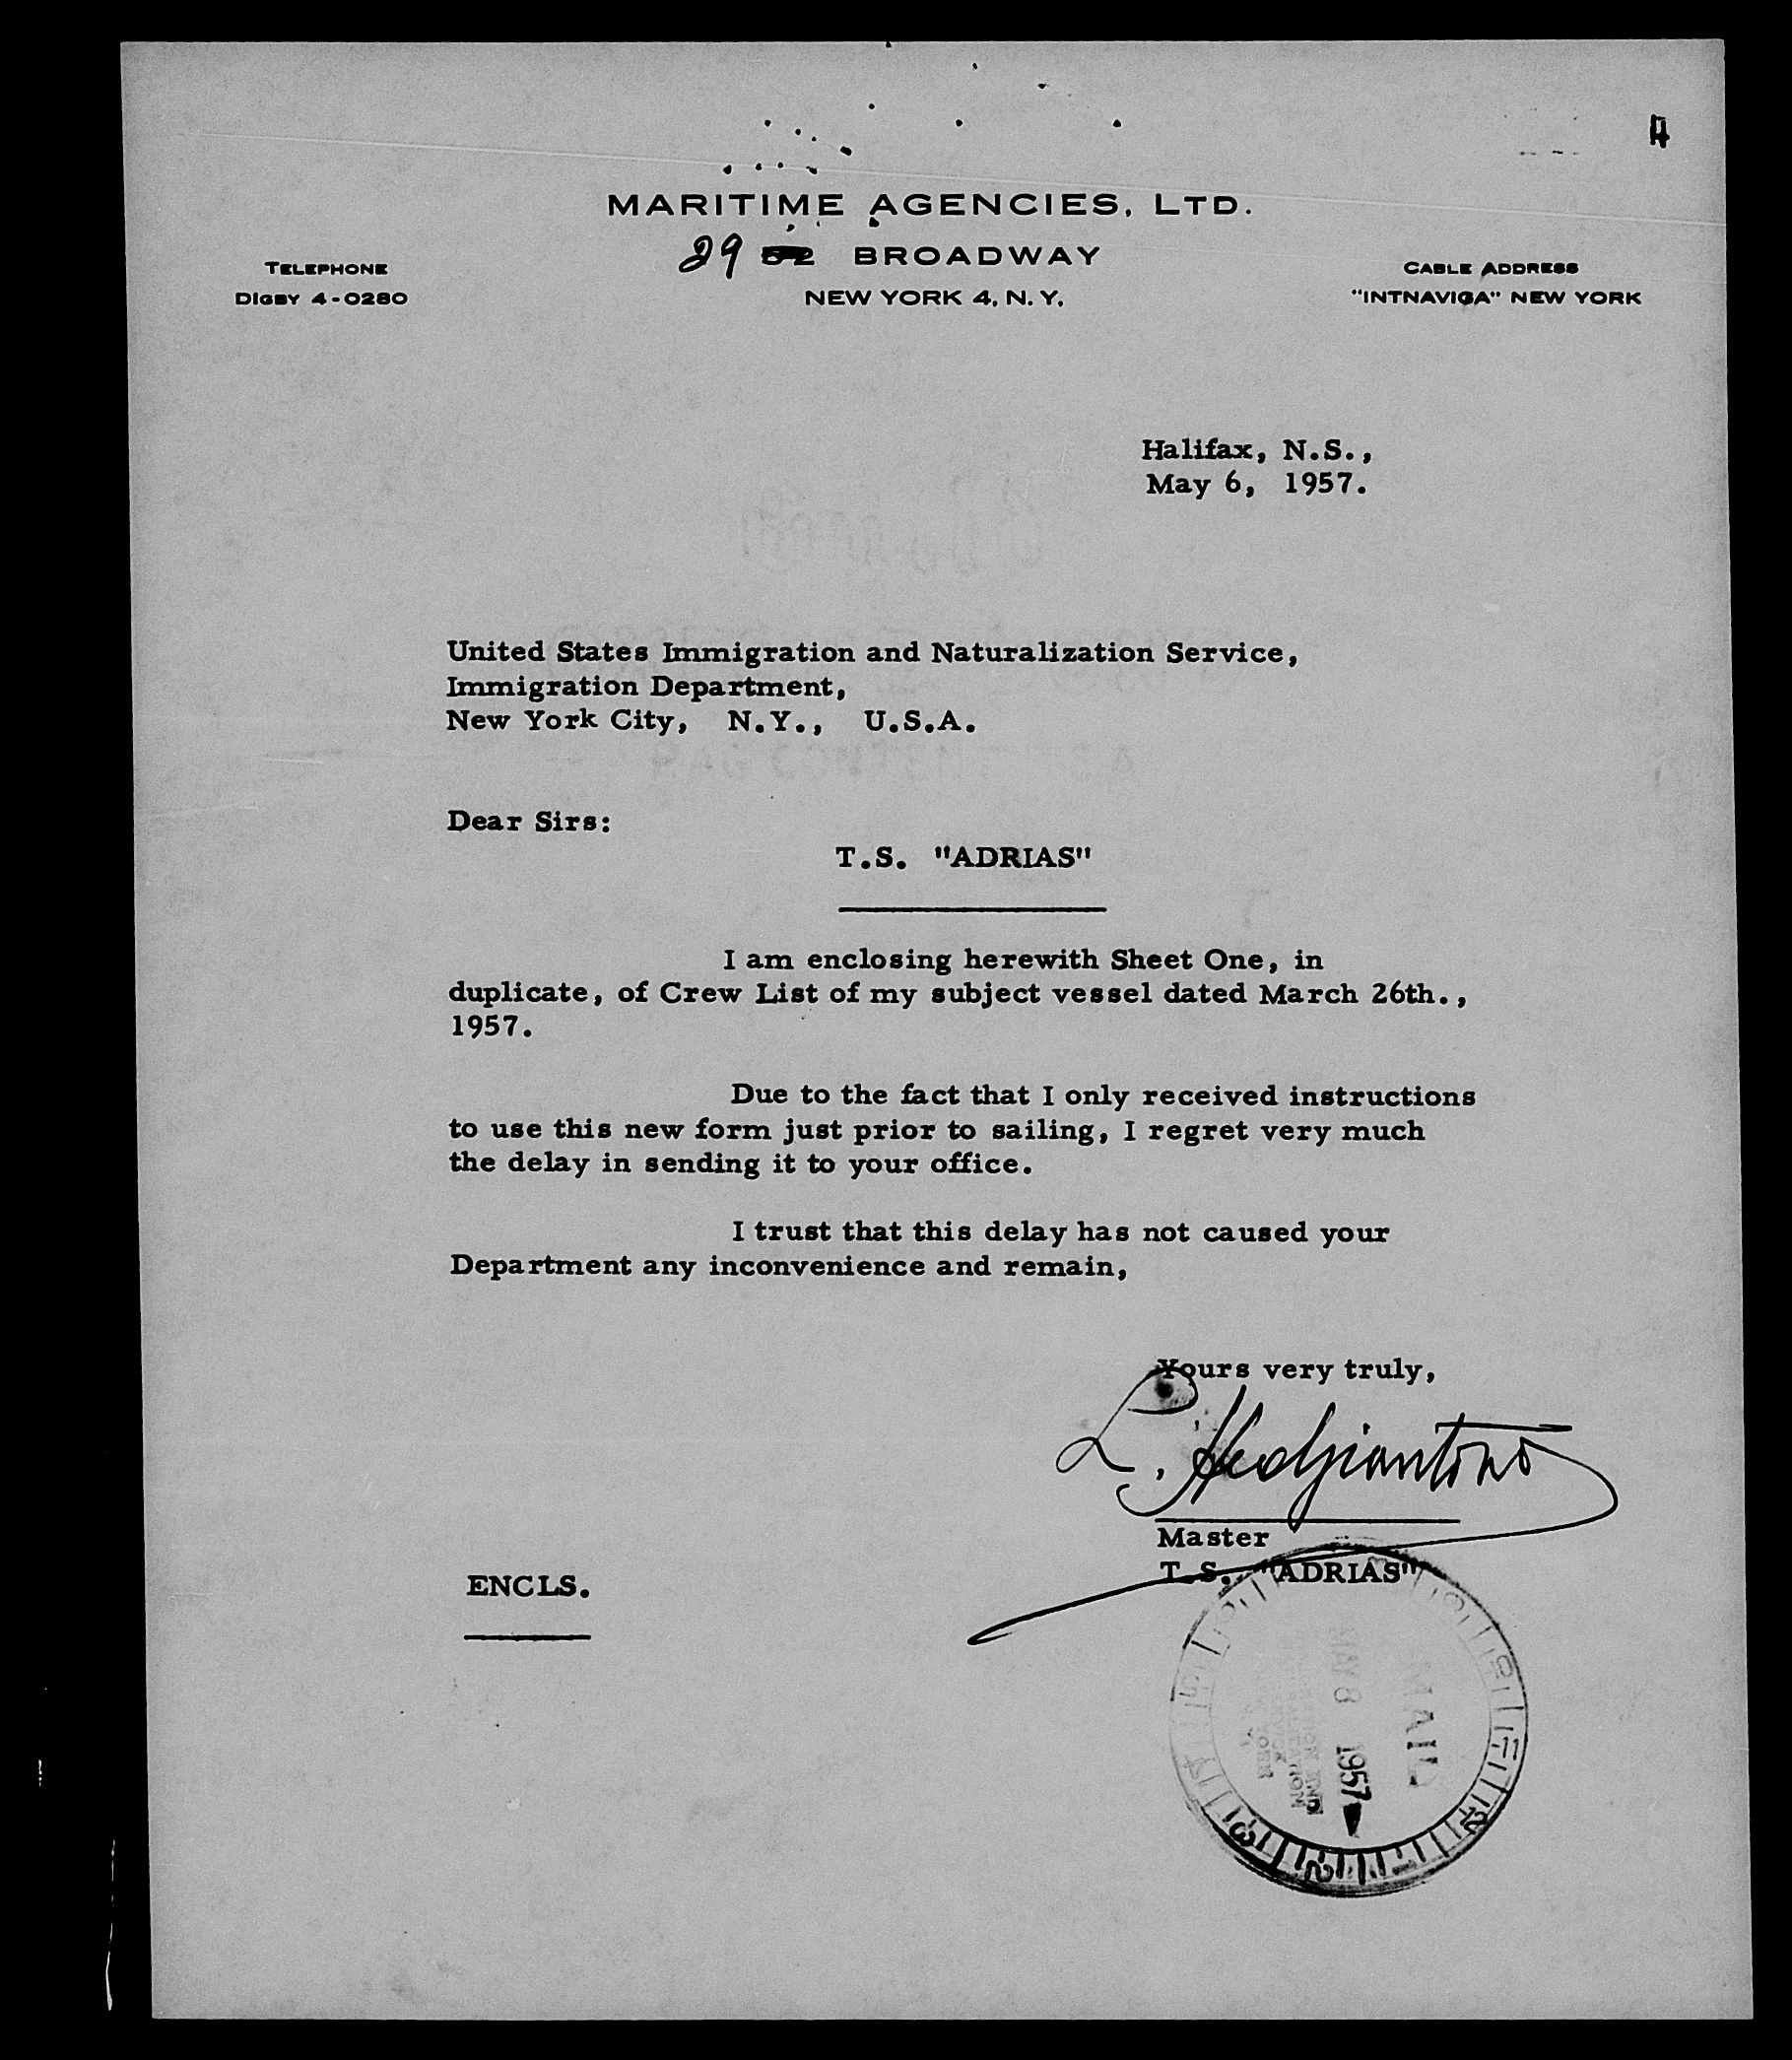 MARITIME AGENCIES, LTD.
29 52 BROADWAY
NEW YORK 4, N. Y.
TELEPHONE
DIGBY 4-0280
CABLE ADDRESS
"INTNAVIGA" NEW YORK
Halifax, N.S.,
May 6, 1957.
United States Immigration and Naturalization Service,
Immigration Department,
New York City, N.Y., U.S.A.
Dear Sirs:
T.S. "ADRIAS"
I am enclosing herewith Sheet One, in
duplicate, of Crew List of my subject vessel dated March 26th.,
1957.
Due to the fact that I only received instructions
to use this new form just prior to sailing, I regret very much
the delay in sending it to your office.
I trust that this delay has not caused your
Department any inconvenience and remain,
Yours very truly,
L. Hedjiantono
Master
T.S. "ADRIAS"
ENCLS.
MAIL
MAY 8 1957